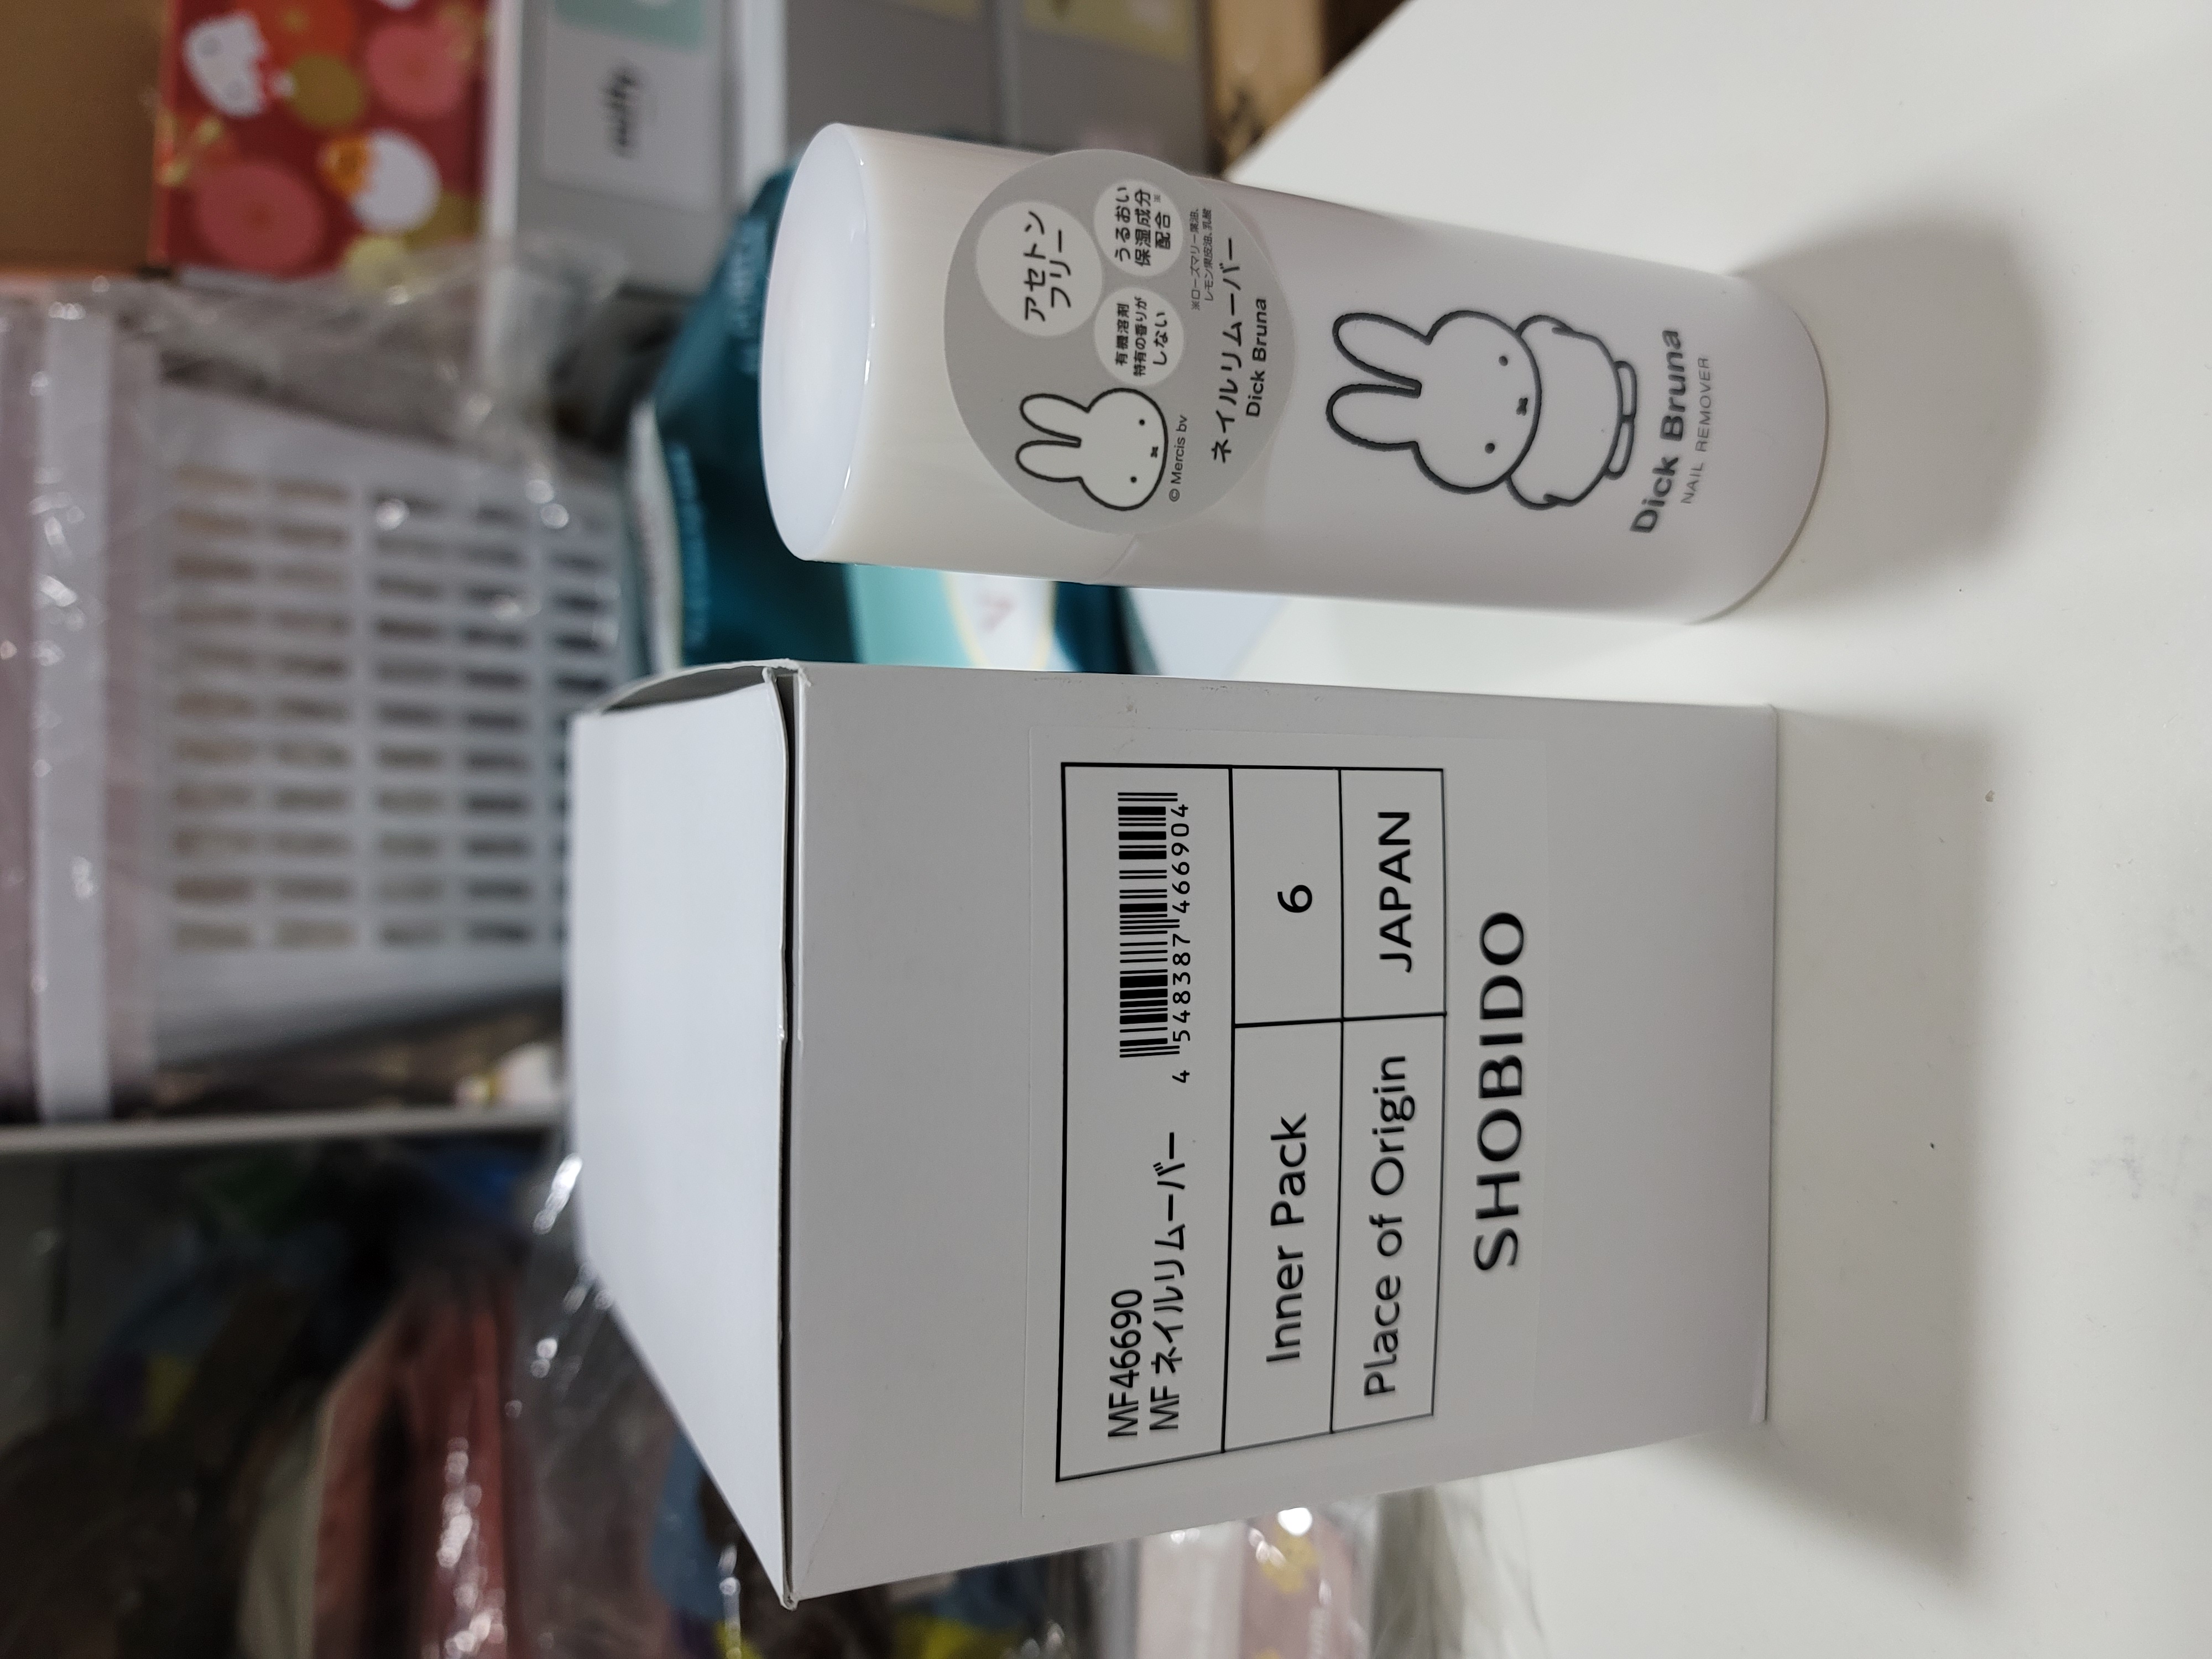 MF46690
MF ネイルリムーバー
4 548387 466904
Inner Pack
6
Place of Origin
JAPAN
SHOBIDO
アセトン
フリー
有機溶剤
特有の香りが
しない
うるおい
保湿成分
配合※
※ローズマリー葉油、
レモン果皮油、乳酸
© Mercis bv
ネイルリムーバー
Dick Bruna
Dick Bruna
NAIL REMOVER
miffy